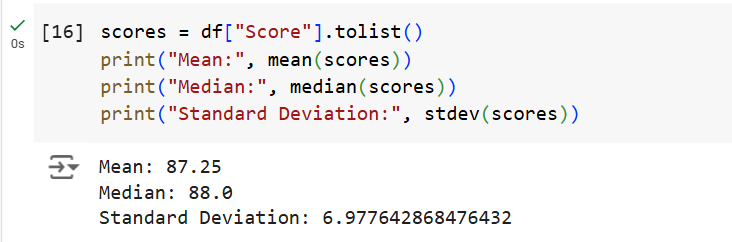 [16] scores = df["Score"].tolist()
0s
print("Mean:", mean(scores))
print("Median:", median(scores))
print("Standard Deviation:", stdev(scores))
Mean: 87.25
Median: 88.0
Standard Deviation: 6.977642868476432